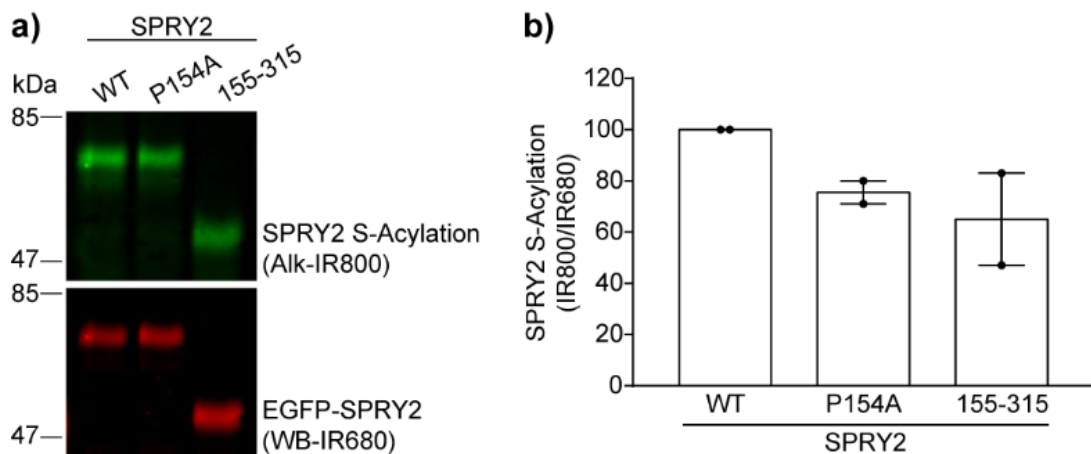 a)
SPRY2
WT P154A 155-315
kDa
85
47
SPRY2 S-Acylation
(Alk-IR800)
85
47
EGFP-SPRY2
(WB-IR680)
b)
SPRY2 S-Acylation
(IR800/IR680)
120
100
80
60
40
20
0
WT P154A 155-315
SPRY2